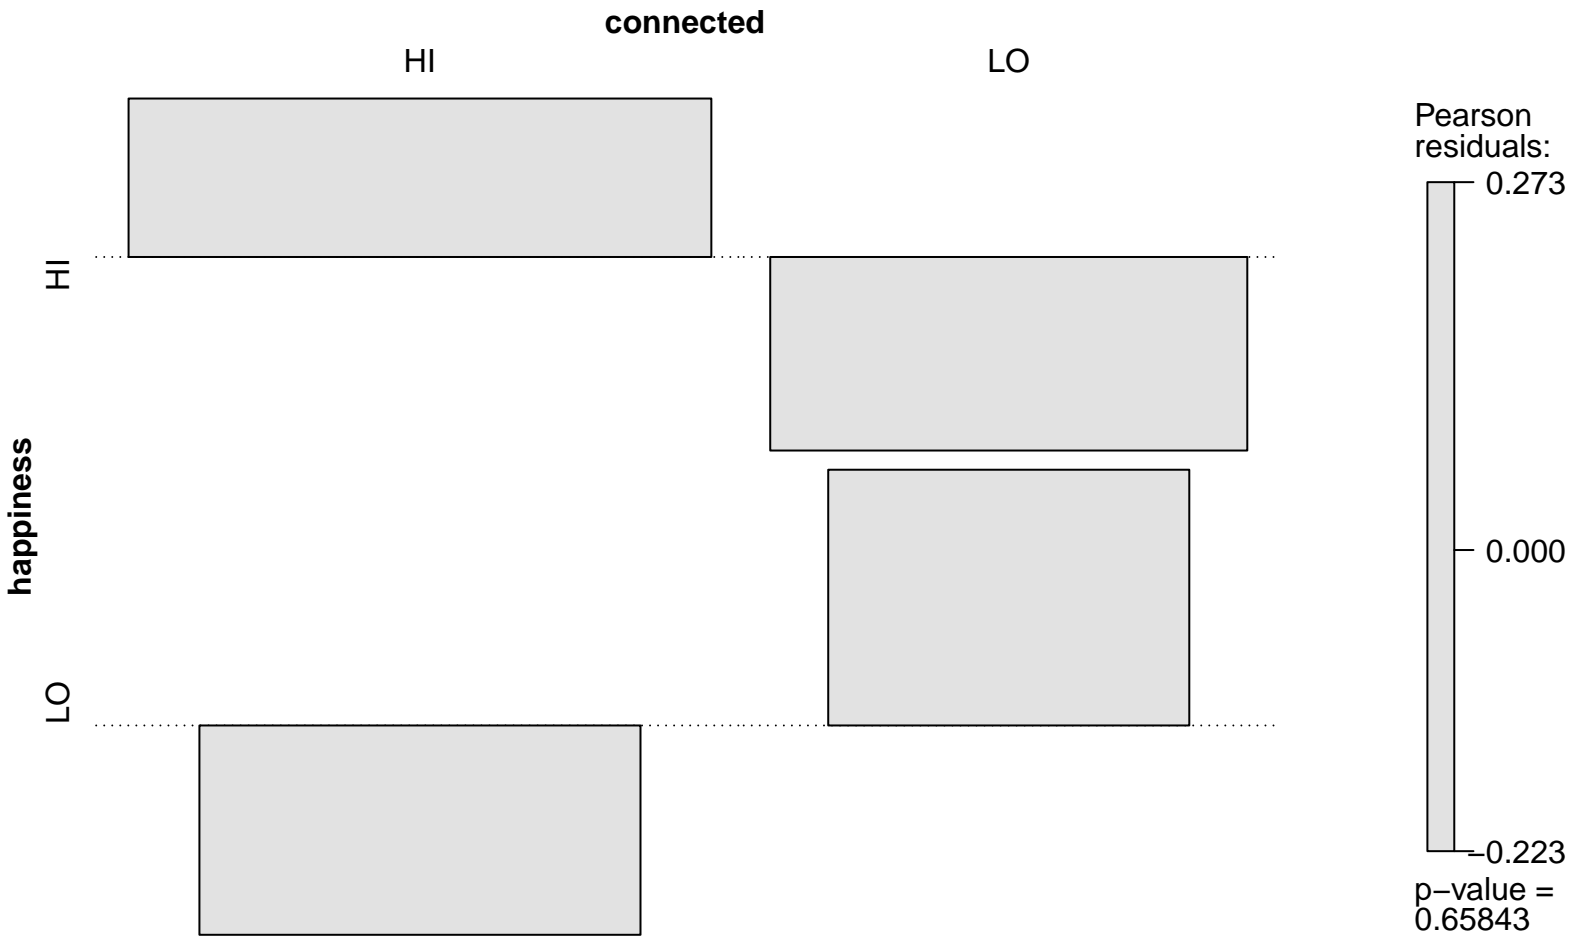 connected
HI
LO
HI
happiness
LO
Pearson
residuals:
0.273
0.000
−0.223
p−value =
0.65843